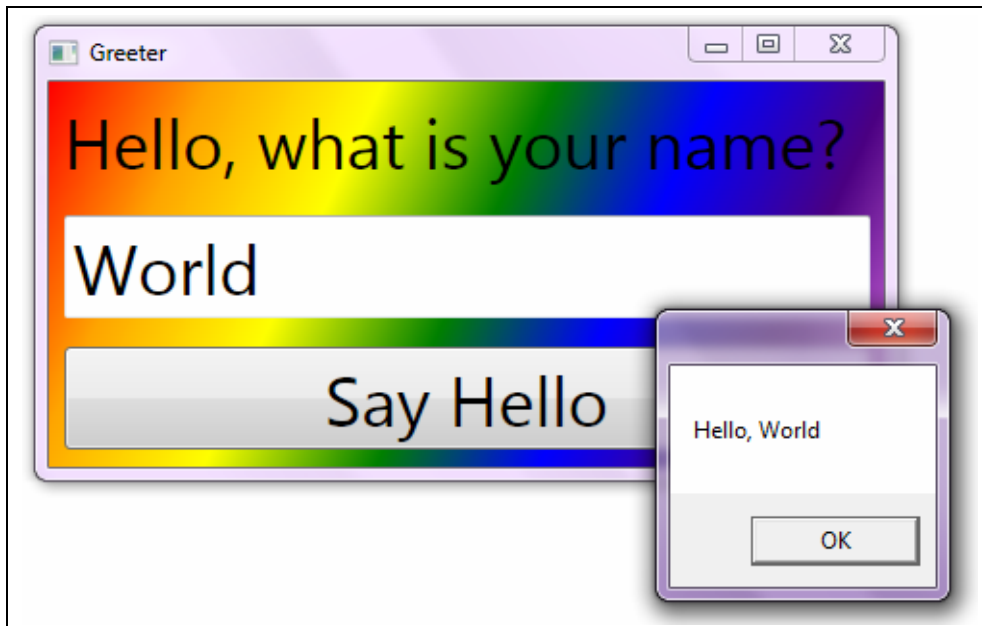 Greeter
Hello, what is your name?
World
Say Hello
Hello, World
OK